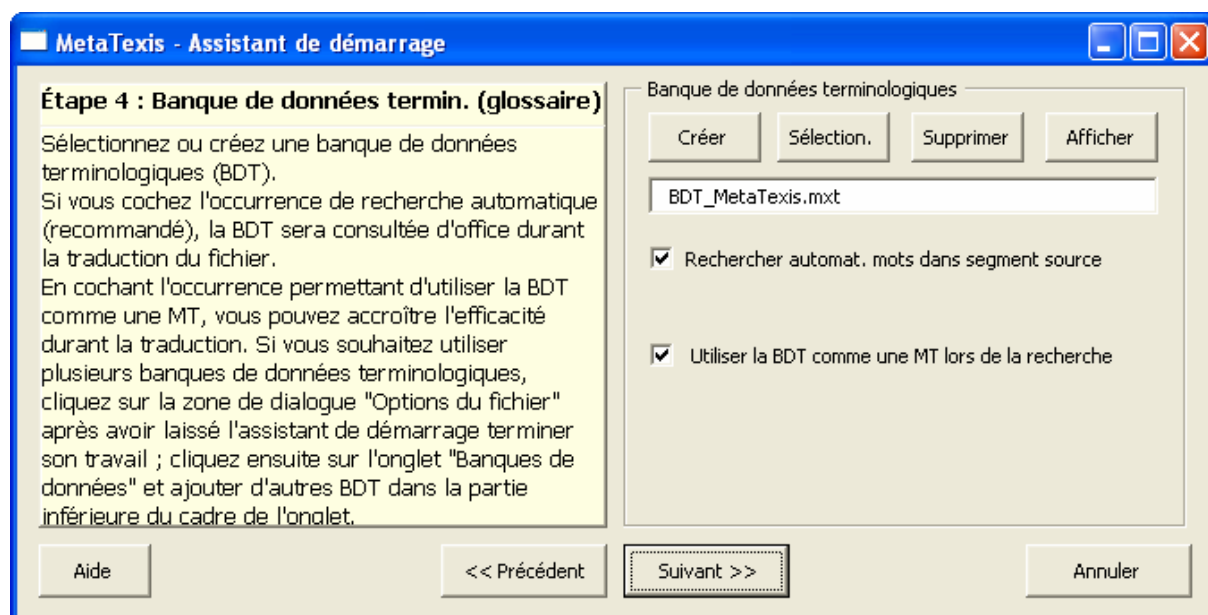 MetaTexis - Assistant de démarrage
Étape 4 : Banque de données termin. (glossaire)
Sélectionnez ou créez une banque de données
terminologiques (BDT).
Si vous cochez l'occurrence de recherche automatique
(recommandé), la BDT sera consultée d'office durant
la traduction du fichier.
En cochant l'occurrence permettant d'utiliser la BDT
comme une MT, vous pouvez accroître l'efficacité
durant la traduction. Si vous souhaitez utiliser
plusieurs banques de données terminologiques,
cliquez sur la zone de dialogue "Options du fichier"
après avoir laissé l'assistant de démarrage terminer
son travail ; cliquez ensuite sur l'onglet "Banques de
données" et ajouter d'autres BDT dans la partie
inférieure du cadre de l'onglet.
Banque de données terminologiques
Créer
Sélection.
Supprimer
Afficher
BDT_MetaTexis.mxt
Rechercher automat. mots dans segment source
Utiliser la BDT comme une MT lors de la recherche
Aide
<< Précédent
Suivant >>
Annuler